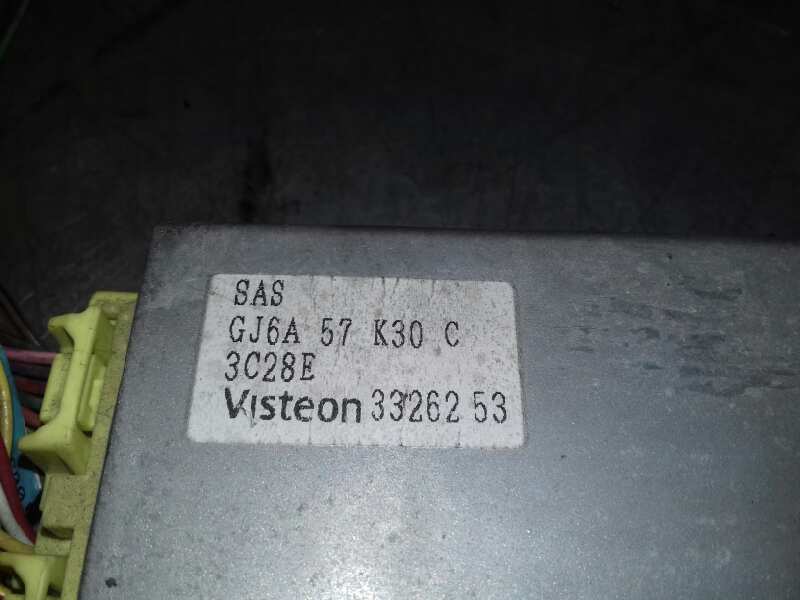 SAS
GJ6A 57 K30 C
3C28E
Visteon 33262 53